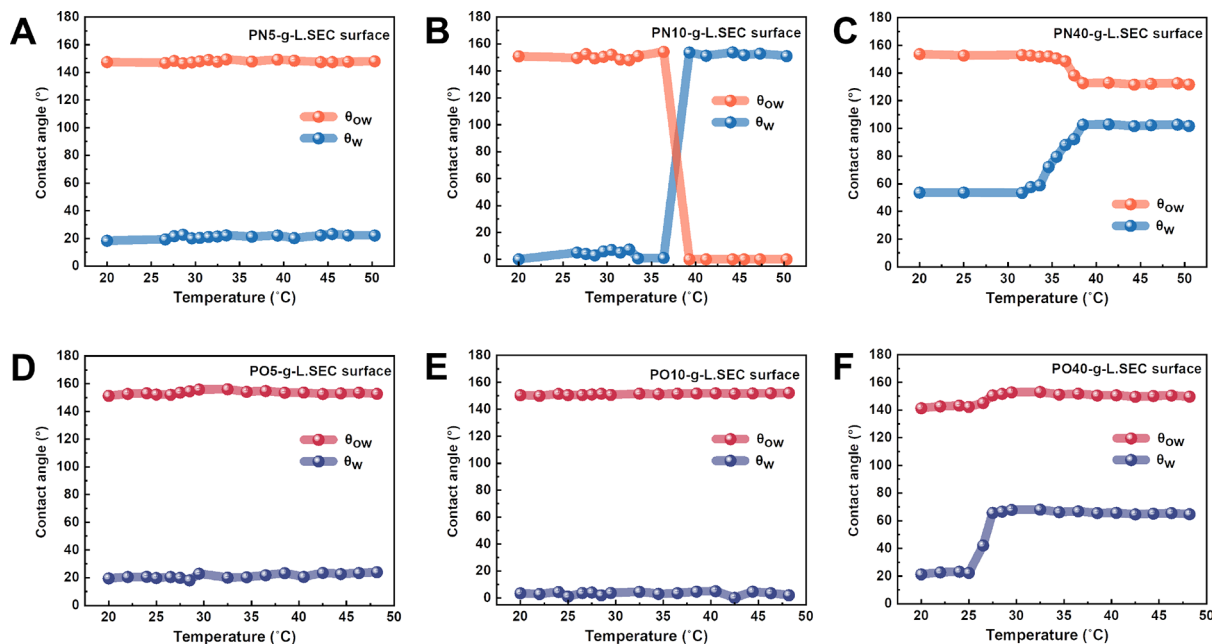 A
PN5-g-L.SEC surface
Contact angle (°)
180
160
140
120
100
80
60
40
20
0
θOW
θW
20 25 30 35 40 45 50
Temperature (˚C)
B
PN10-g-L.SEC surface
Contact angle (°)
180
160
140
120
100
80
60
40
20
0
θOW
θW
20 25 30 35 40 45 50
Temperature (˚C)
C
PN40-g-L.SEC surface
Contact angle (°)
180
160
140
120
100
80
60
40
20
0
θOW
θW
20 25 30 35 40 45 50
Temperature (˚C)
D
PO5-g-L.SEC surface
Contact angle (°)
180
160
140
120
100
80
60
40
20
0
θOW
θW
20 25 30 35 40 45 50
Temperature (˚C)
E
PO10-g-L.SEC surface
Contact angle (°)
180
160
140
120
100
80
60
40
20
0
θOW
θW
20 25 30 35 40 45 50
Temperature (˚C)
F
PO40-g-L.SEC surface
Contact angle (°)
180
160
140
120
100
80
60
40
20
0
θOW
θW
20 25 30 35 40 45 50
Temperature (˚C)